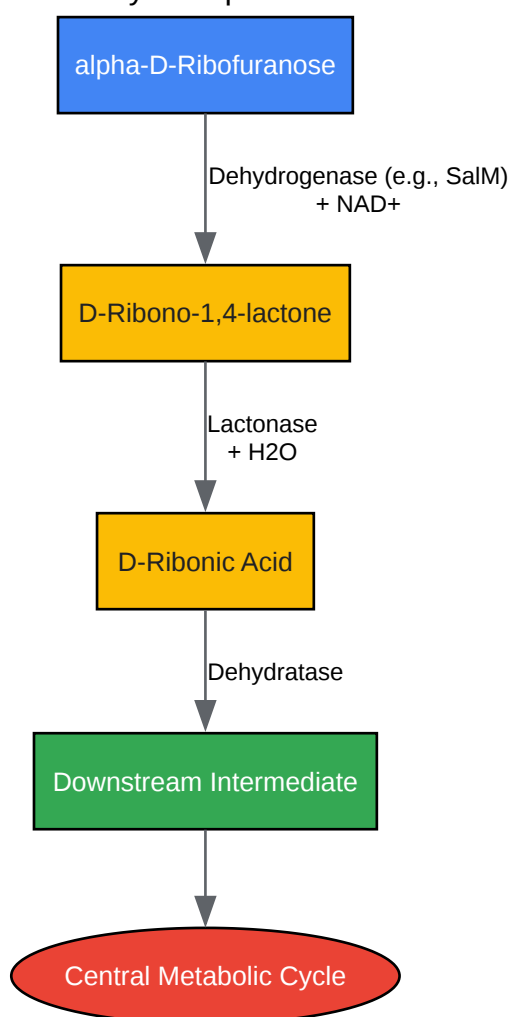 alpha-D-Ribofuranose
Dehydrogenase (e.g., SalM)
+ NAD+
D-Ribono-1,4-lactone
Lactonase
+ H2O
D-Ribonic Acid
Dehydratase
Downstream Intermediate
Central Metabolic Cycle